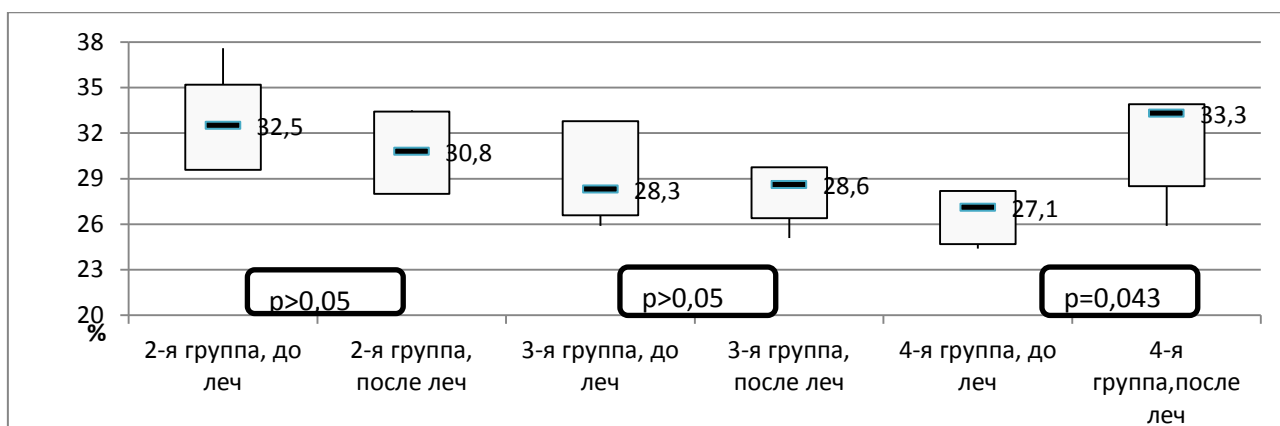 38
35
32
29
26
23
20
%
32,5
30,8
28,3
28,6
27,1
33,3
p>0,05
p>0,05
p=0,043
2-я группа, до
леч
2-я группа,
после леч
3-я группа, до
леч
3-я группа,
после леч
4-я группа, до
леч
4-я
группа,после
леч